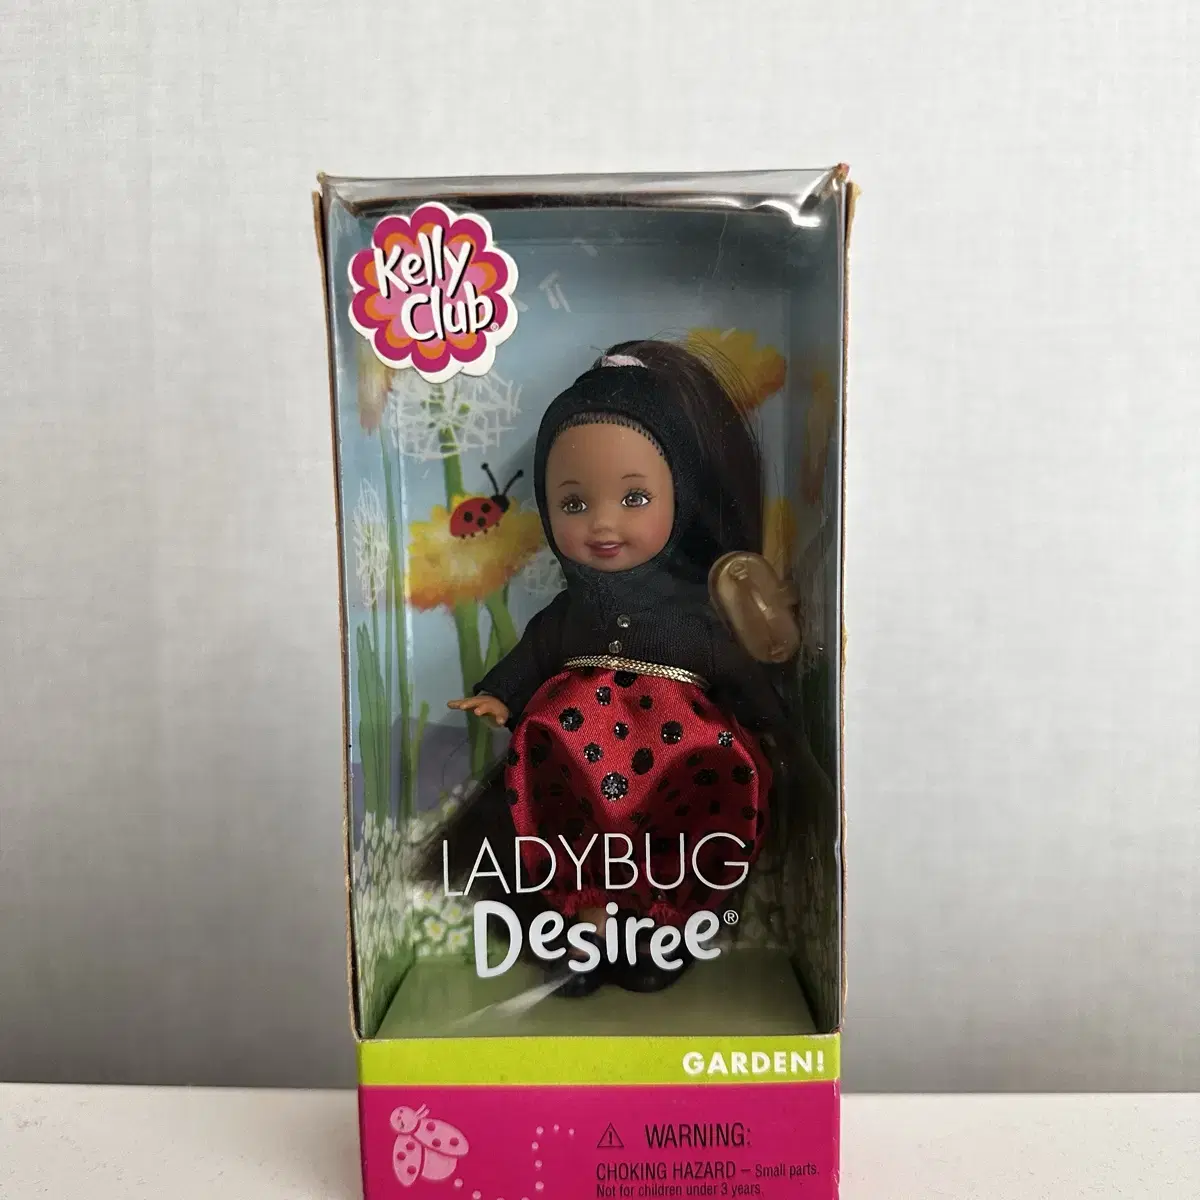 Kelly
Club®
LADYBUG
Desiree®
GARDEN!
⚠ WARNING:
CHOKING HAZARD – Small parts.
Not for children under 3 years.